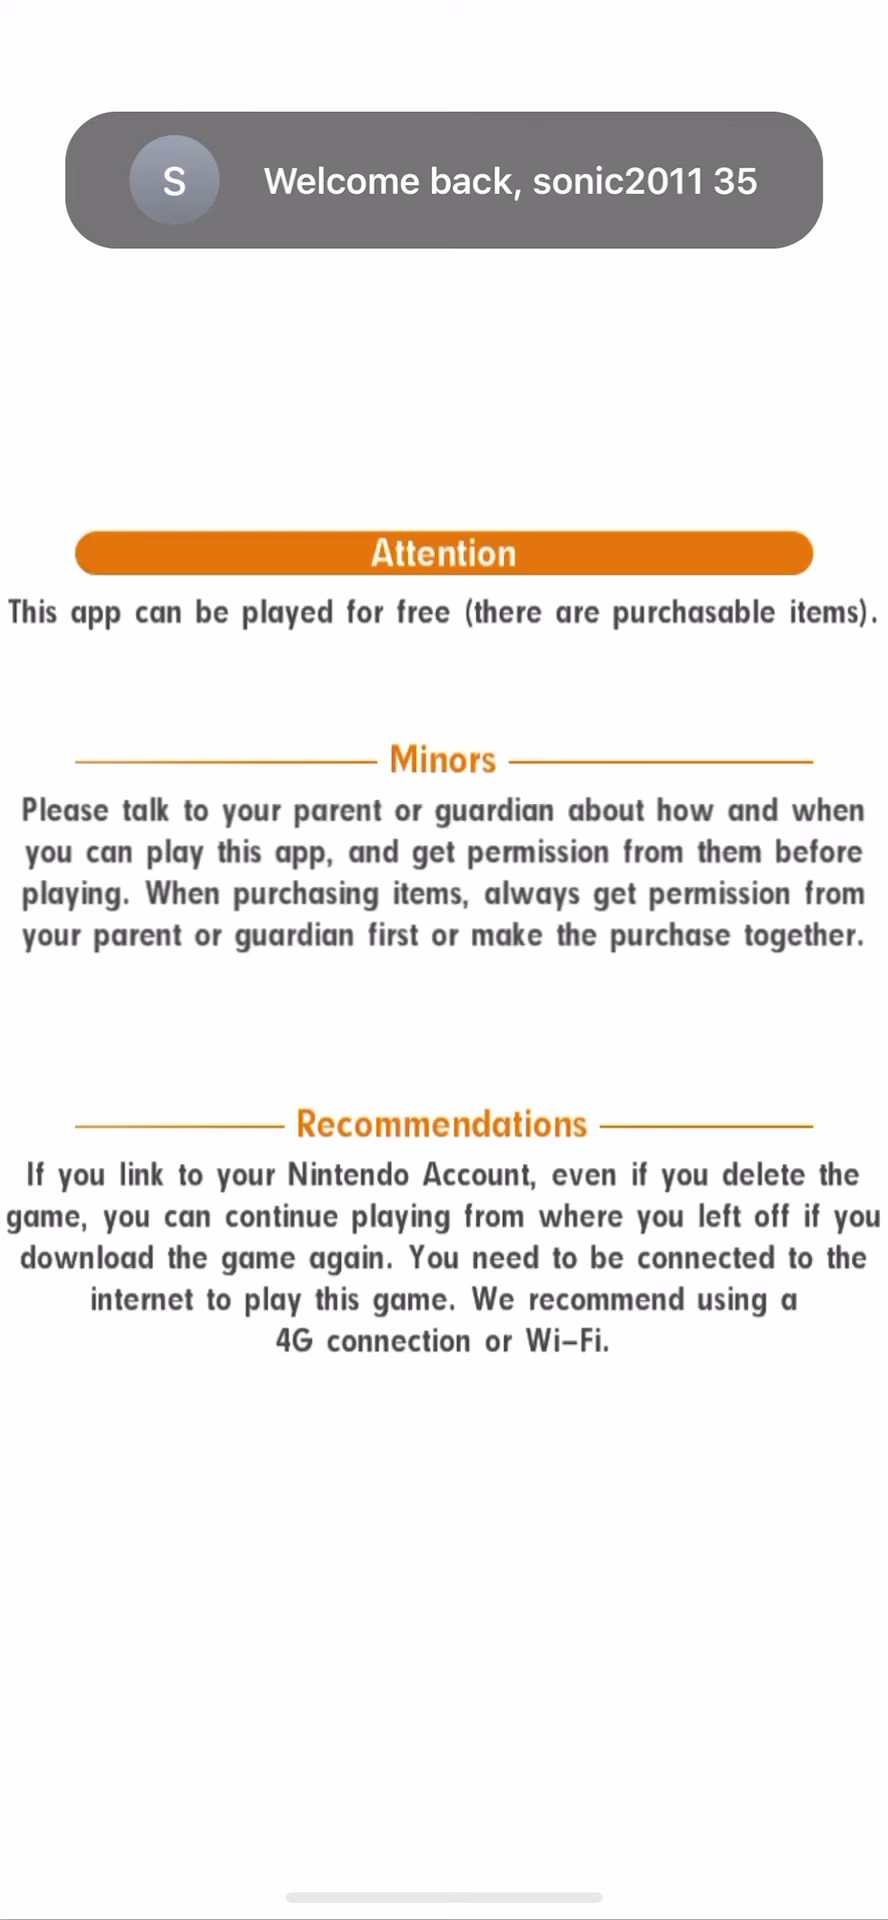 S
Welcome back, sonic2011 35
Attention
This app can be played for free (there are purchasable items).
Minors
Please talk to your parent or guardian about how and when
you can play this app, and get permission from them before
playing. When purchasing items, always get permission from
your parent or guardian first or make the purchase together.
Recommendations
If you link to your Nintendo Account, even if you delete the
game, you can continue playing from where you left off if you
download the game again. You need to be connected to the
internet to play this game. We recommend using a
4G connection or Wi-Fi.